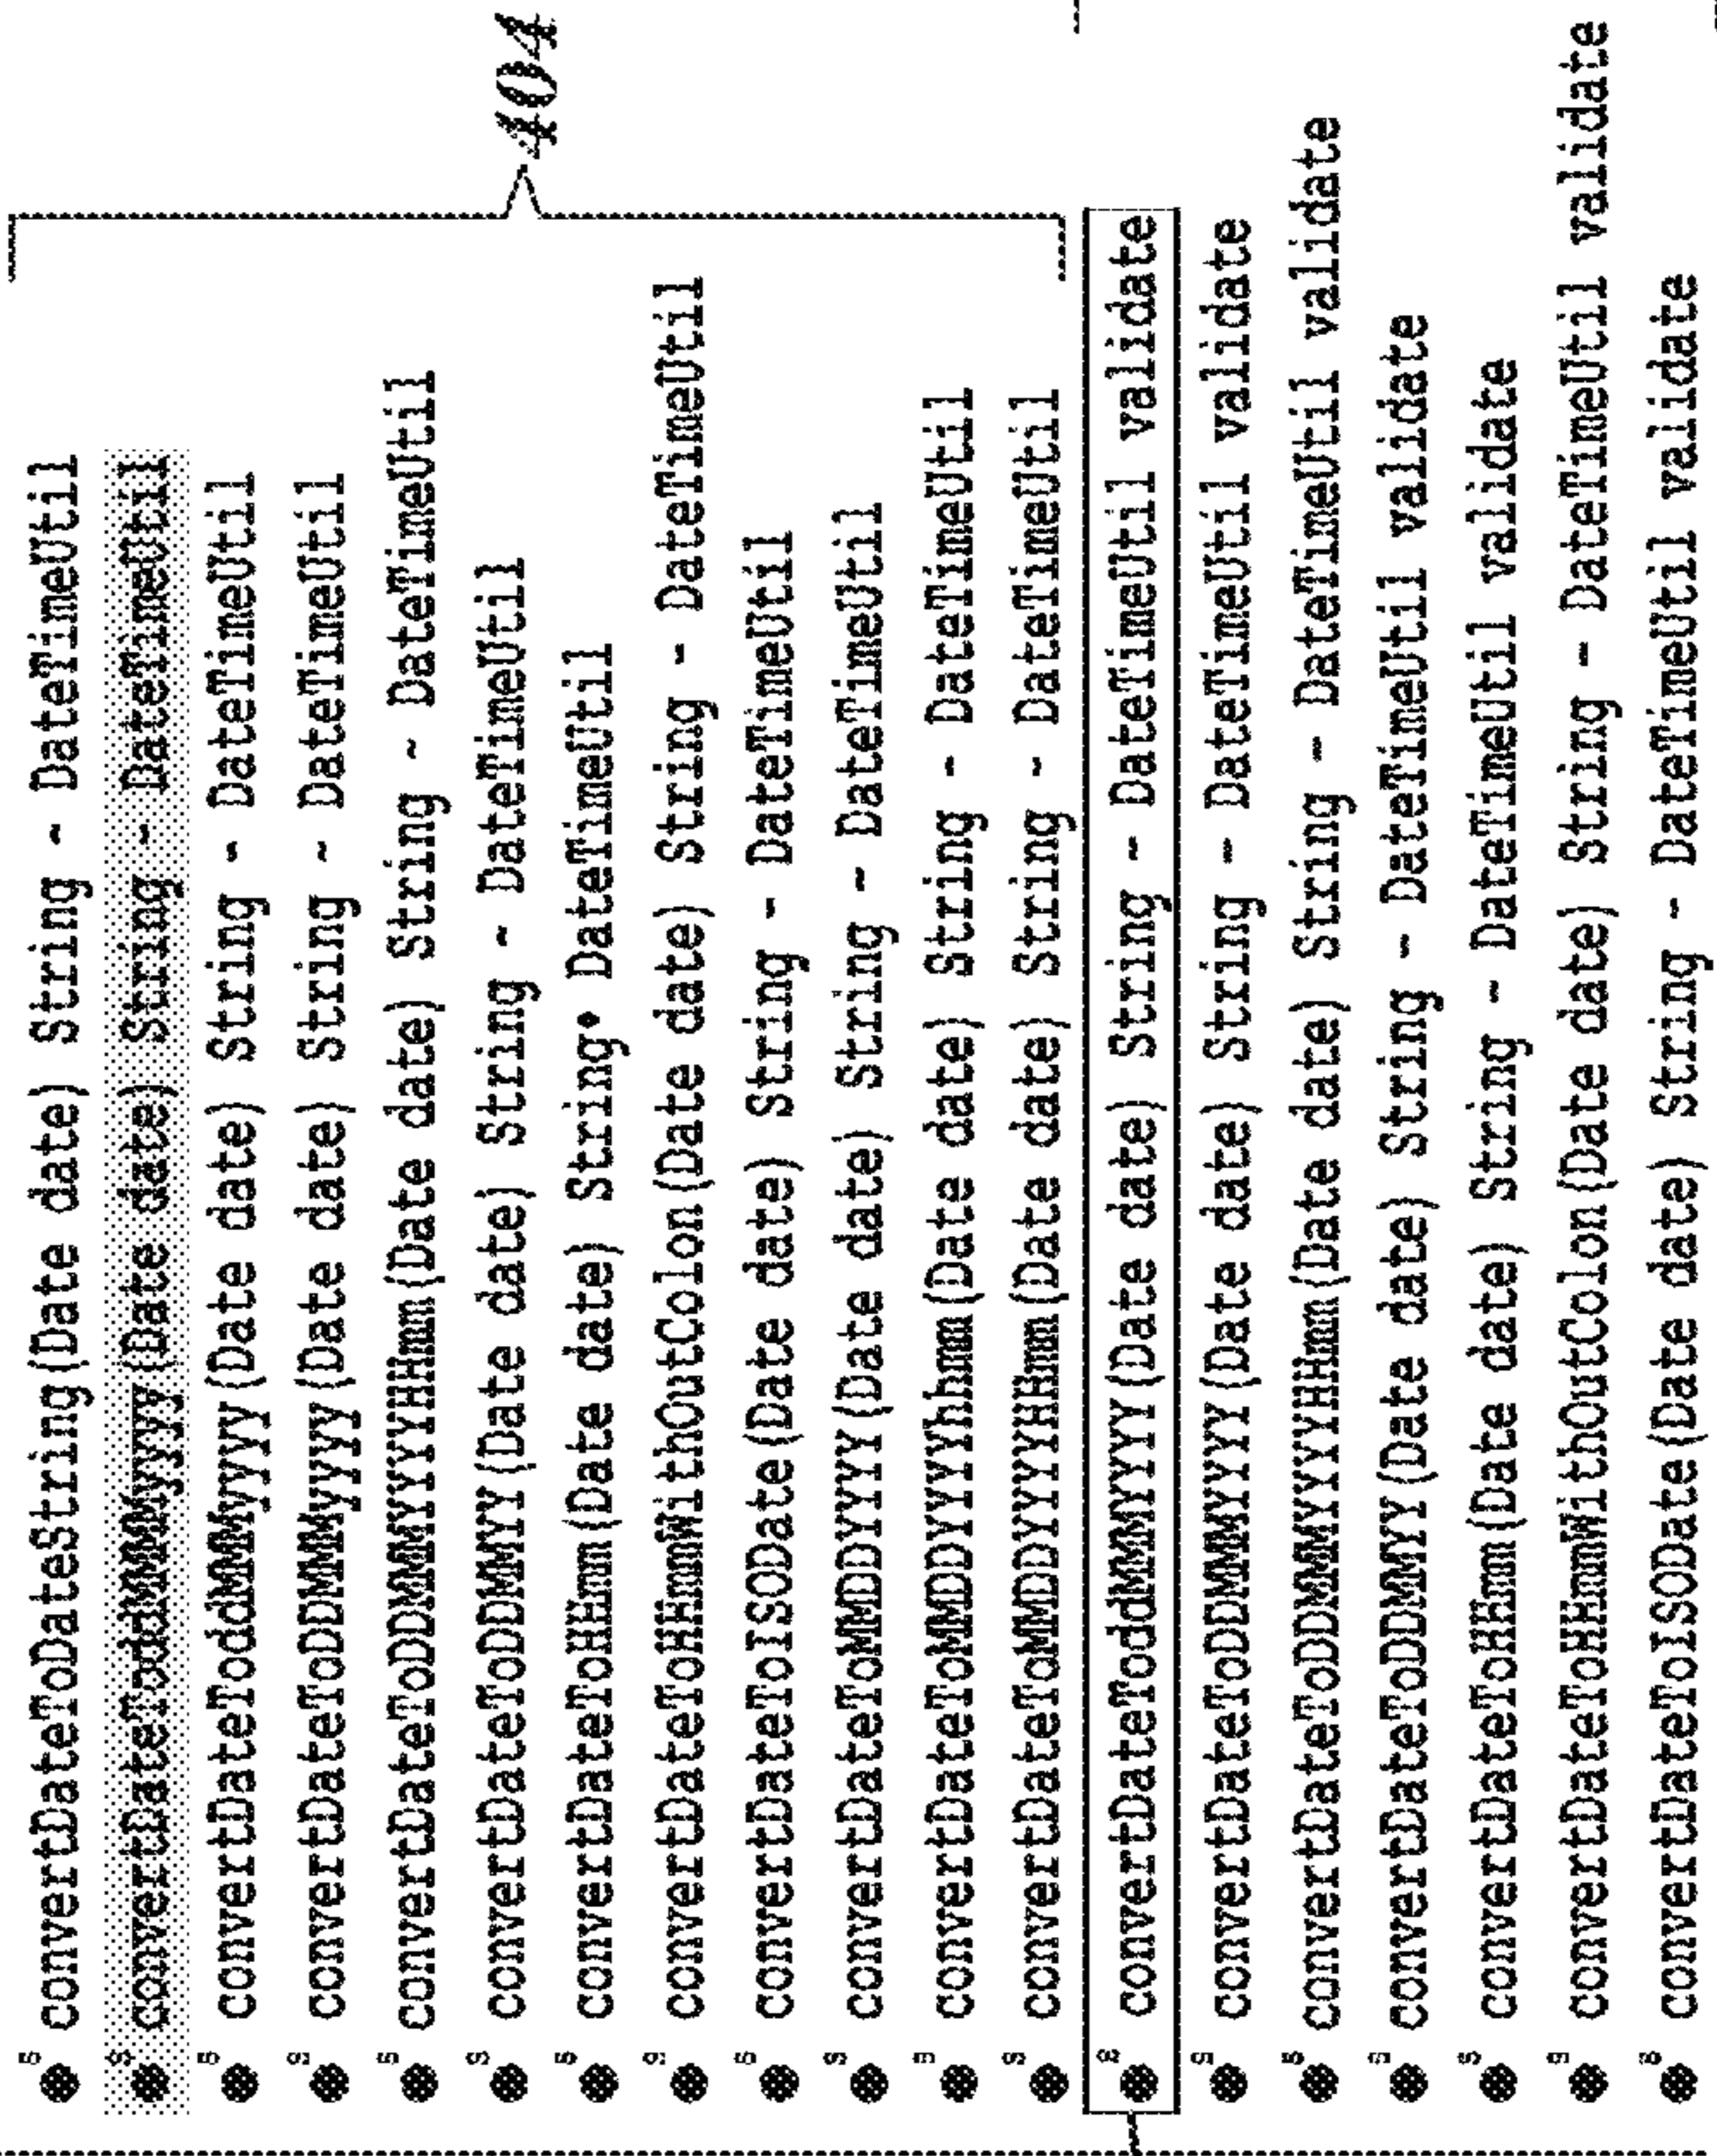 convertDateToDateString(Date date) String ~ DateTimeUtil
convertDateToddMMMyyyy(Date date) String - DateTimeUtil
convertDateToddMMyyyy(Date date) String - DateTimeUtil
convertDateToDDMMyyyy(Date date) String ~ DateTimeUtil
convertDateToDDMMMYYYYHHmm(Date date) String ~ DateTimeUtil
convertDateToDDMMYY(Date date) String ~ DateTimeUtil
convertDateToHHmm(Date date) String• DateTimeUtil
convertDateToHHmmWithOutColon(Date date) String - DateTimeUtil
convertDateToISODate(Date date) String - DateTimeUtil
convertDateToMMDDYYYY(Date date) String ~ DateTimeUtil
convertDateToMMDDYYYYhhmm(Date date) String - DateTimeUtil
convertDateToMMDDYYYYHHmm(Date date) String - DateTimeUtil
404
convertDateToddMMYYYY(Date date) String ~ DateTimeUtil validate
convertDateToDDMMYYYY(Date date) String - DateTimeUtil validate
convertDateToDDMMMYYYYHHmm(Date date) String - DateTimeUtil validate
convertDateToDDMMYY(Date date) String ~ DateTimeUtil validate
convertDateToHHmm(Date date) String ~ DateTimeUtil validate
convertDateToHHmmWithOutColon(Date date) String - DateTimeUtil validate
convertDateToISODate(Date date) String - DateTimeUtil validate